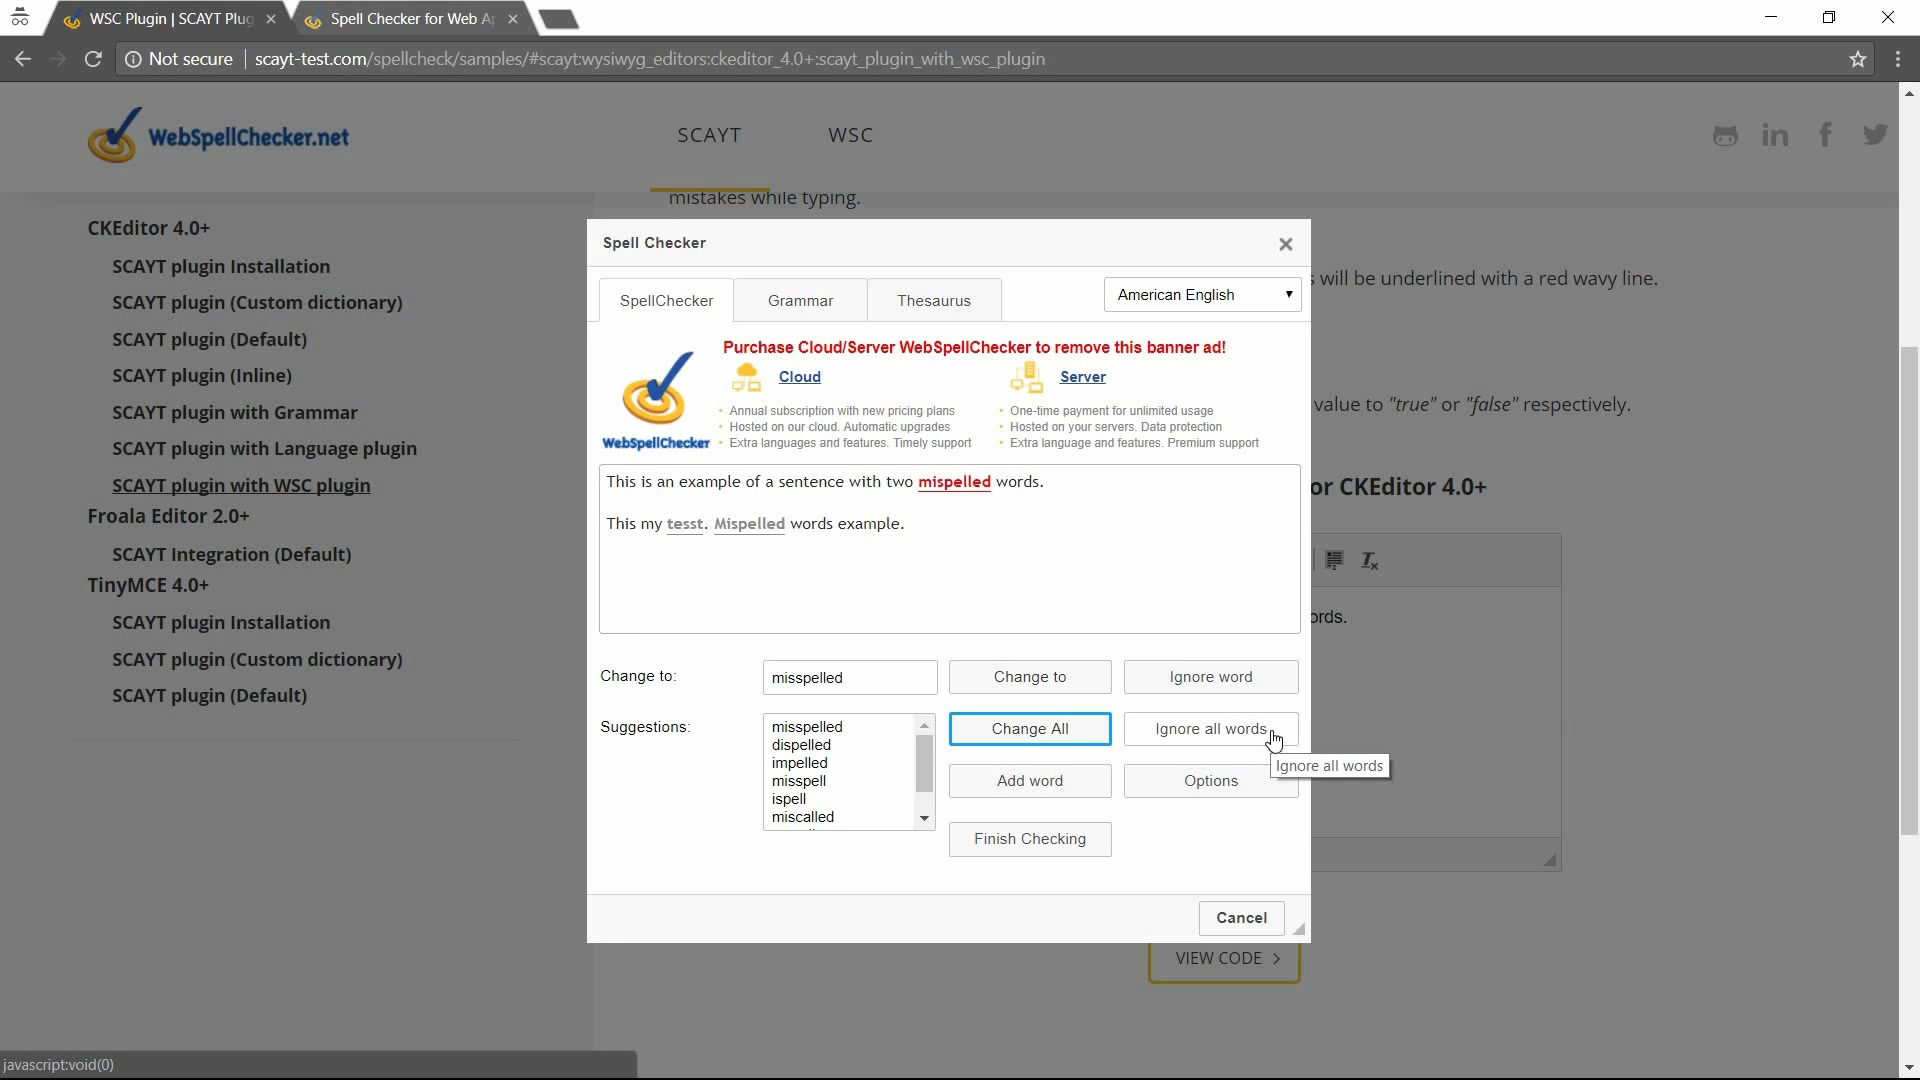 WSC Plugin | SCAYT Plug
Spell Checker for Web Ap
Not secure
scayt-test.com/spellcheck/samples/#scayt:wysiwyg_editors:ckeditor_4.0+:scayt_plugin_with_wsc_plugin
WebSpellChecker.net
SCAYT
WSC
mistakes while typing.
CKEditor 4.0+
SCAYT plugin Installation
SCAYT plugin (Custom dictionary)
SCAYT plugin (Default)
SCAYT plugin (Inline)
SCAYT plugin with Grammar
SCAYT plugin with Language plugin
SCAYT plugin with WSC plugin
Froala Editor 2.0+
SCAYT Integration (Default)
TinyMCE 4.0+
SCAYT plugin Installation
SCAYT plugin (Custom dictionary)
SCAYT plugin (Default)
will be underlined with a red wavy line.
value to "true" or "false" respectively.
or CKEditor 4.0+
ords.
VIEW CODE
Spell Checker
SpellChecker
Grammar
Thesaurus
American English
Purchase Cloud/Server WebSpellChecker to remove this banner ad!
WebSpellChecker
Cloud
Annual subscription with new pricing plans
Hosted on our cloud. Automatic upgrades
Extra languages and features. Timely support
Server
One-time payment for unlimited usage
Hosted on your servers. Data protection
Extra language and features. Premium support
This is an example of a sentence with two mispelled words.
This my tesst. Mispelled words example.
Change to:
misspelled
Change to
Ignore word
Suggestions:
misspelled
dispelled
impelled
misspell
ispell
miscalled
Change All
Ignore all words
Ignore all words
Add word
Options
Finish Checking
Cancel
javascript:void(0)